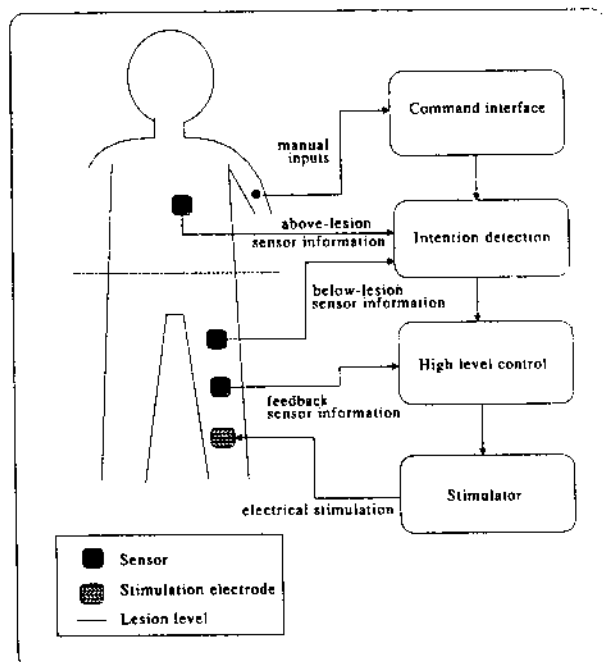 Command interface
manual
inputs
above-lesion
sensor information
Intention detection
below-lesion
sensor information
High level control
feedback
sensor information
Stimulator
electrical stimulation
Sensor
Stimulation electrode
Lesion level